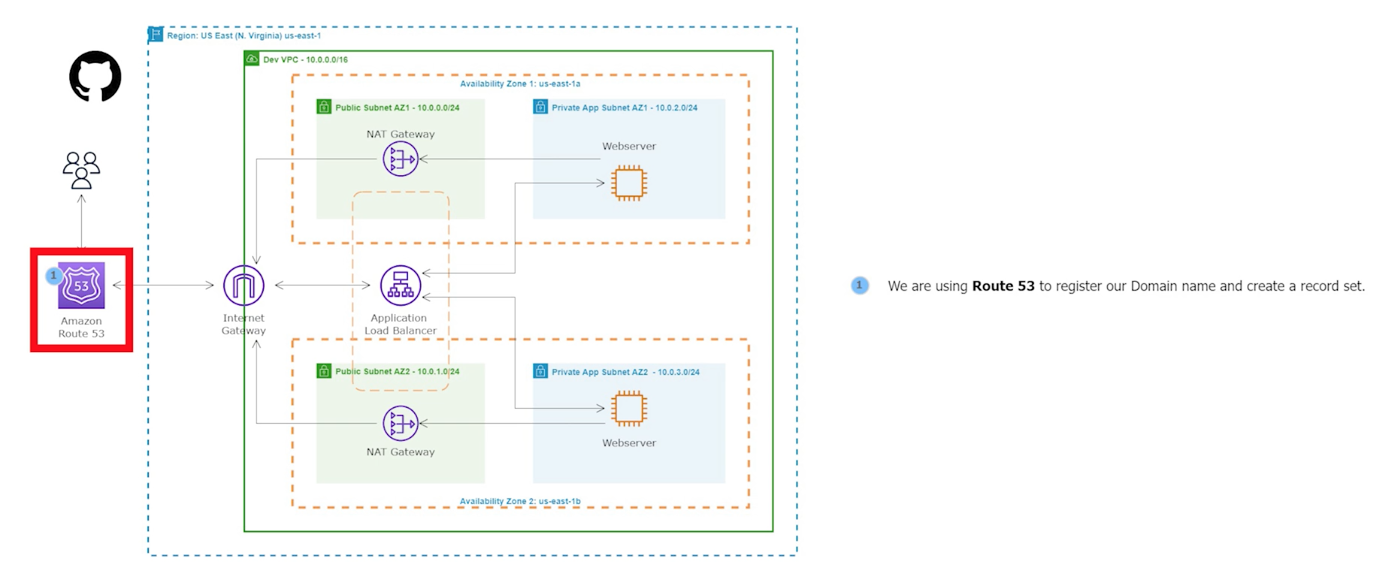 Region: US East (N. Virginia) us-east-1
Dev VPC - 10.0.0.0/16
Availability Zone 1: us-east-1a
Public Subnet AZ1 - 10.0.0.0/24
Private App Subnet AZ1 - 10.0.2.0/24
NAT Gateway
Webserver
1
53
Amazon
Route 53
Internet
Gateway
Application
Load Balancer
1 We are using Route 53 to register our Domain name and create a record set.
Public Subnet AZ2 - 10.0.1.0/24
Private App Subnet AZ2 - 10.0.3.0/24
NAT Gateway
Webserver
Availability Zone 2: us-east-1b